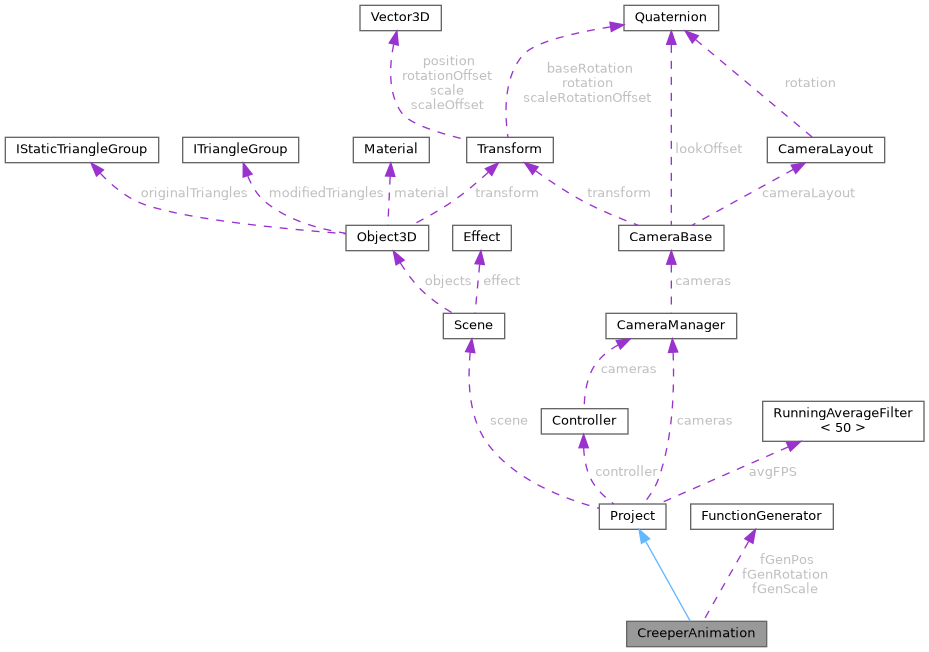 Vector3D
Quaternion
position
rotationOffset
scale
scaleOffset
baseRotation
rotation
scaleRotationOffset
rotation
IStaticTriangleGroup
ITriangleGroup
Material
Transform
lookOffset
CameraLayout
originalTriangles
modifiedTriangles
material
transform
transform
cameraLayout
Object3D
Effect
CameraBase
objects
effect
cameras
Scene
CameraManager
cameras
scene
Controller
cameras
RunningAverageFilter
< 50 >
controller
avgFPS
Project
FunctionGenerator
fGenPos
fGenRotation
fGenScale
CreeperAnimation